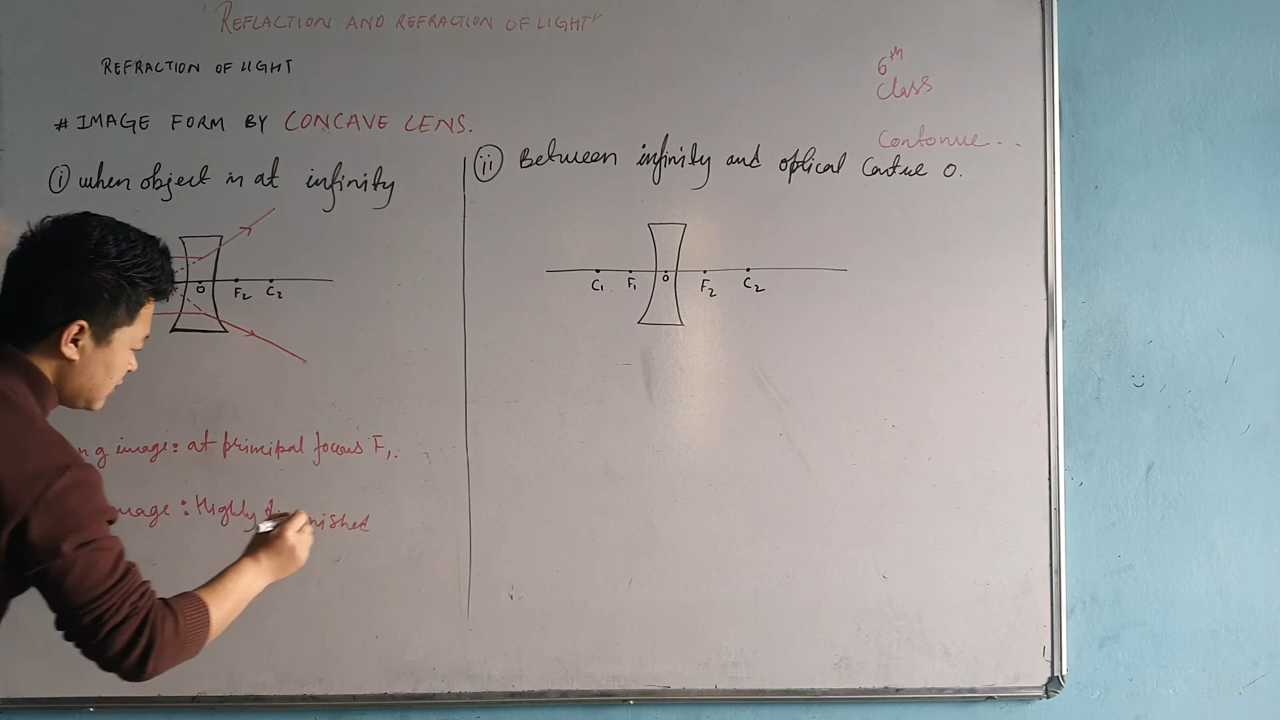 REFLACTION AND REFRACTION OF LIGHT
REFRACTION OF LIGHT
6th
Class
# IMAGE FORM BY CONCAVE LENS.
Contonue...
(i) when object in at infinity
(ii) Between infinity and optical Centre O.
O F2 C2
C1 F1 O F2 C2
image: at principal focous F1.
image: Highly